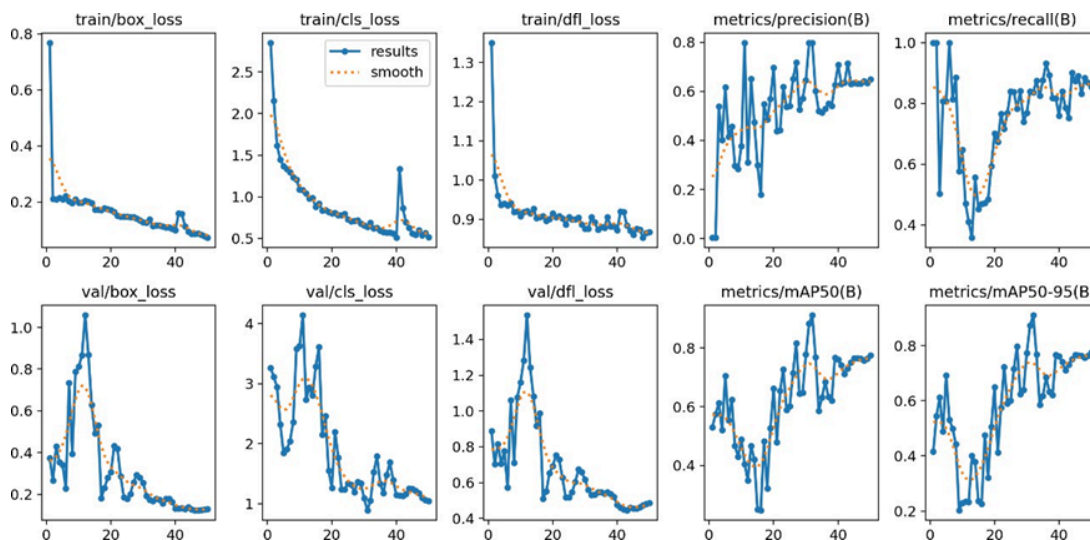 train/box_loss
train/cls_loss
train/dfl_loss
metrics/precision(B)
metrics/recall(B)
0.8
0.6
0.4
0.2
0 20 40
2.5
2.0
1.5
1.0
0.5
0 20 40
results
smooth
1.3
1.2
1.1
1.0
0.9
0 20 40
0.8
0.6
0.4
0.2
0.0
0 20 40
1.0
0.8
0.6
0.4
0 20 40
val/box_loss
val/cls_loss
val/dfl_loss
metrics/mAP50(B)
metrics/mAP50-95(B
1.0
0.8
0.6
0.4
0.2
0 20 40
4
3
2
1
0 20 40
1.4
1.2
1.0
0.8
0.6
0.4
0 20 40
0.8
0.6
0.4
0 20 40
0.8
0.6
0.4
0.2
0 20 40